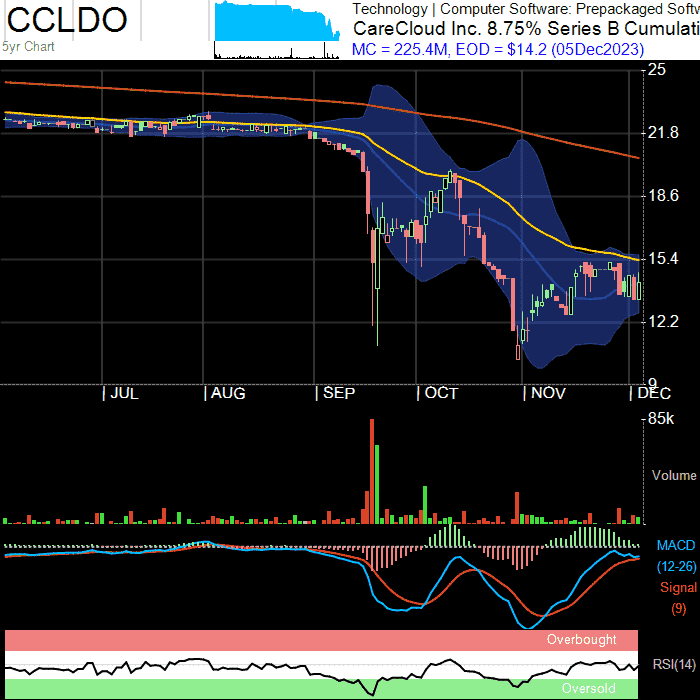 CCLDO
5yr Chart
Technology | Computer Software: Prepackaged Softw
CareCloud Inc. 8.75% Series B Cumulati
MC = 225.4M, EOD = $14.2 (05Dec2023)
25
21.8
18.6
15.4
12.2
9
JUL AUG SEP OCT NOV DEC
85k
Volume
MACD
(12-26)
Signal
(9)
Overbought
RSI(14)
Oversold